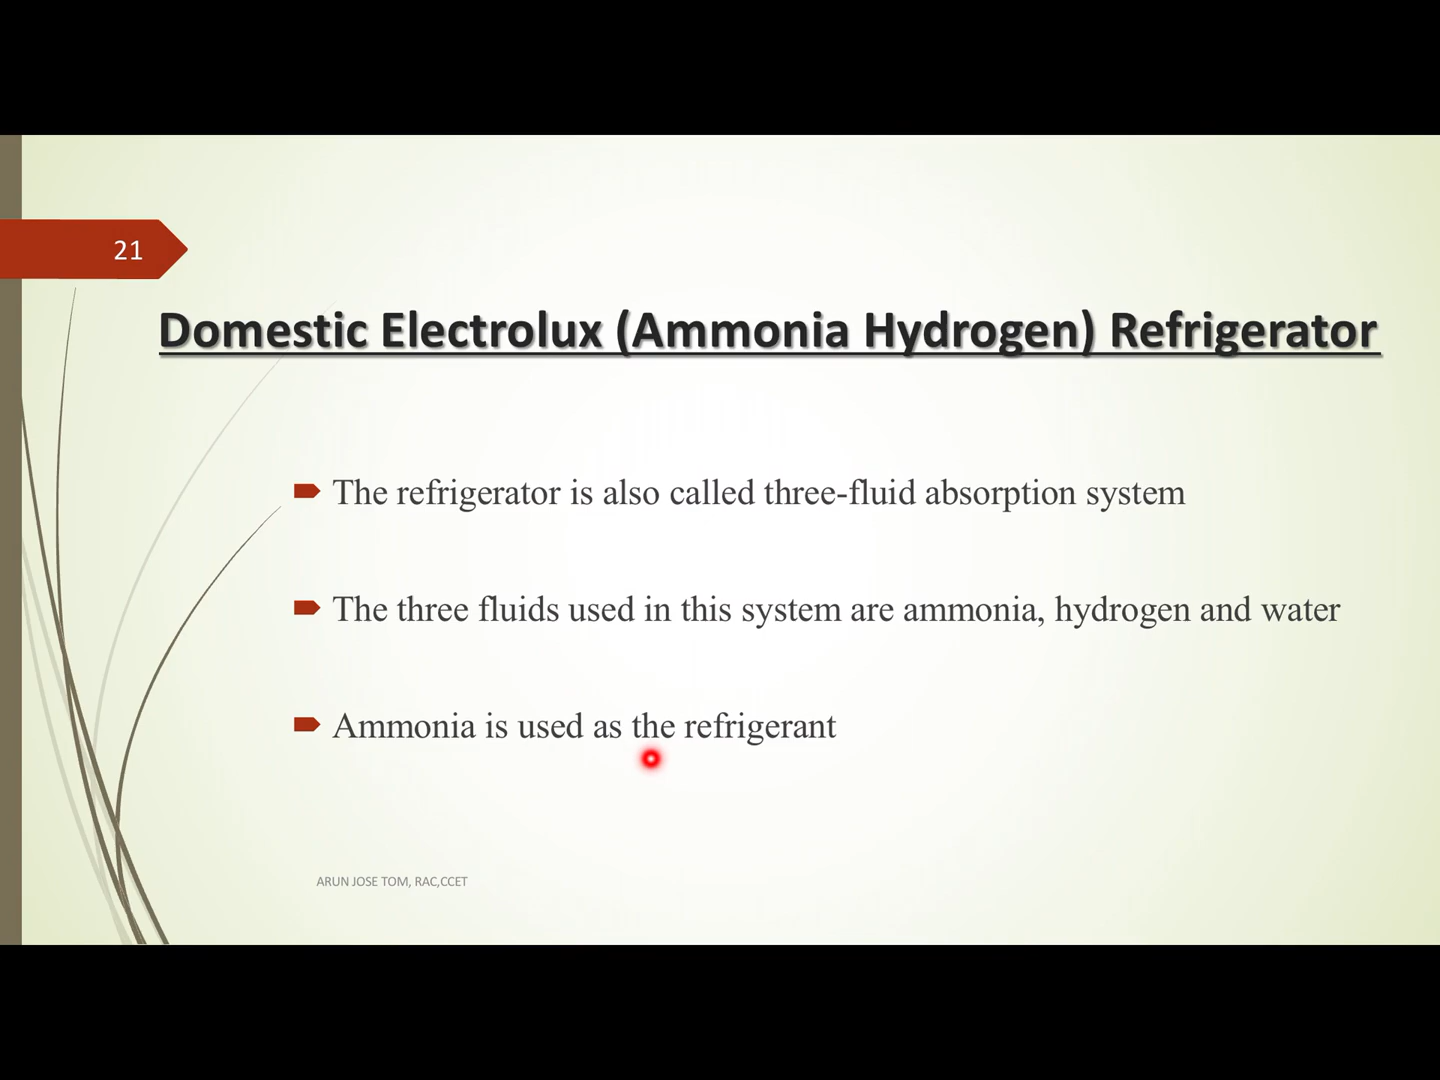 21
Domestic Electrolux (Ammonia Hydrogen) Refrigerator
The refrigerator is also called three-fluid absorption system
The three fluids used in this system are ammonia, hydrogen and water
Ammonia is used as the refrigerant
ARUN JOSE TOM, RAC,CCET